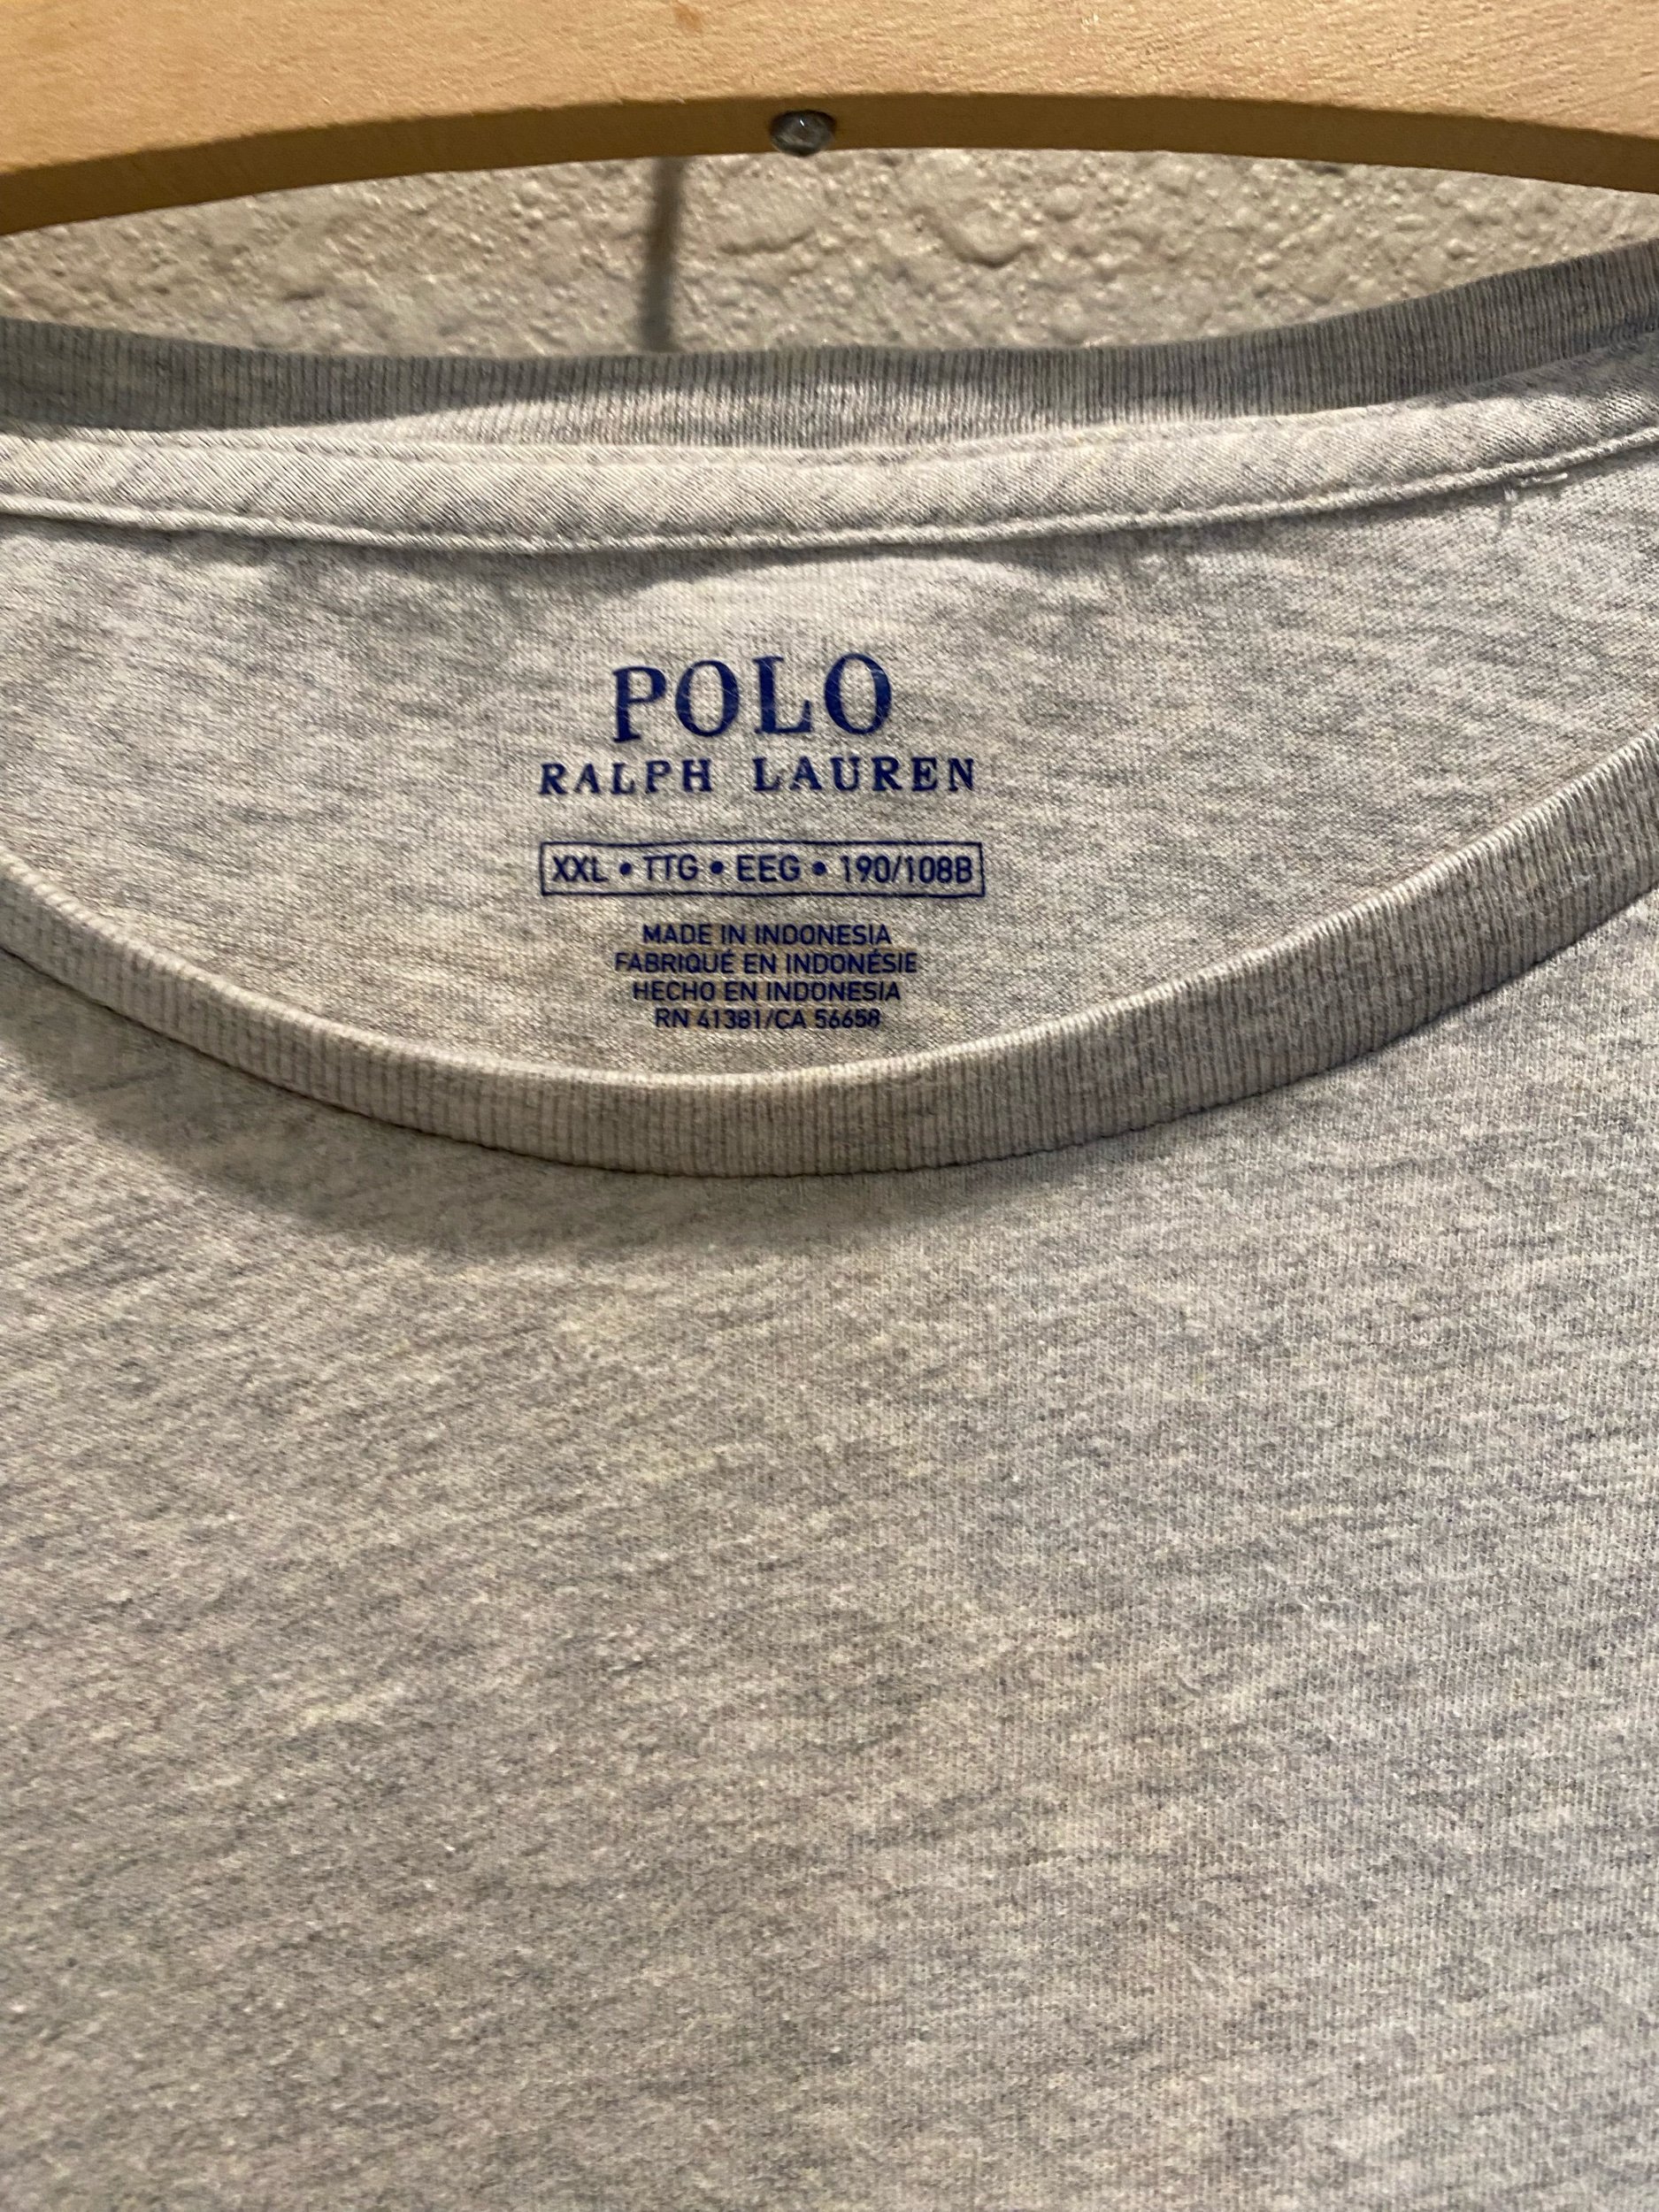 POLO
RALPH LAUREN
XXL • TTG • EEG • 190/108B
MADE IN INDONESIA
FABRIQUÉ EN INDONÉSIE
HECHO EN INDONESIA
RN 41381/CA 56658